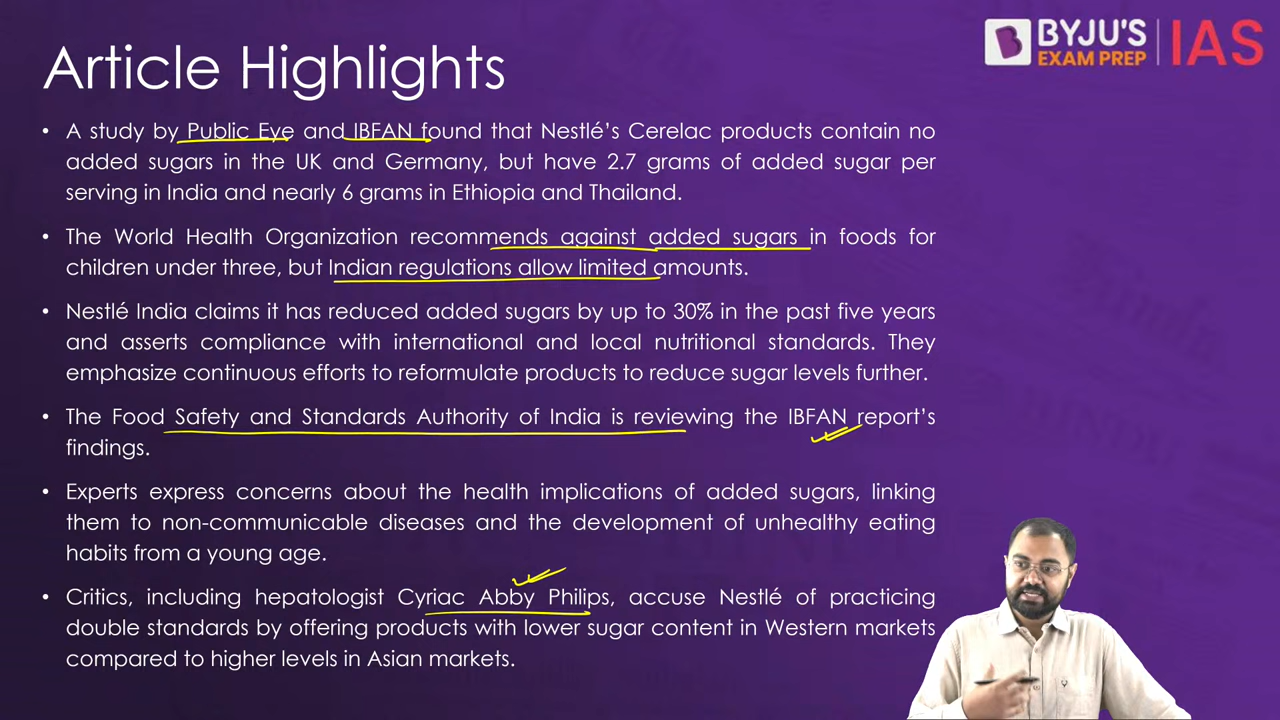 Article Highlights
BYJU'S
EXAM PREP
IAS
• A study by Public Eye and IBFAN found that Nestlé’s Cerelac products contain no
added sugars in the UK and Germany, but have 2.7 grams of added sugar per
serving in India and nearly 6 grams in Ethiopia and Thailand.
• The World Health Organization recommends against added sugars in foods for
children under three, but Indian regulations allow limited amounts.
• Nestlé India claims it has reduced added sugars by up to 30% in the past five years
and asserts compliance with international and local nutritional standards. They
emphasize continuous efforts to reformulate products to reduce sugar levels further.
• The Food Safety and Standards Authority of India is reviewing the IBFAN report’s
findings.
• Experts express concerns about the health implications of added sugars, linking
them to non-communicable diseases and the development of unhealthy eating
habits from a young age.
• Critics, including hepatologist Cyriac Abby Philips, accuse Nestlé of practicing
double standards by offering products with lower sugar content in Western markets
compared to higher levels in Asian markets.